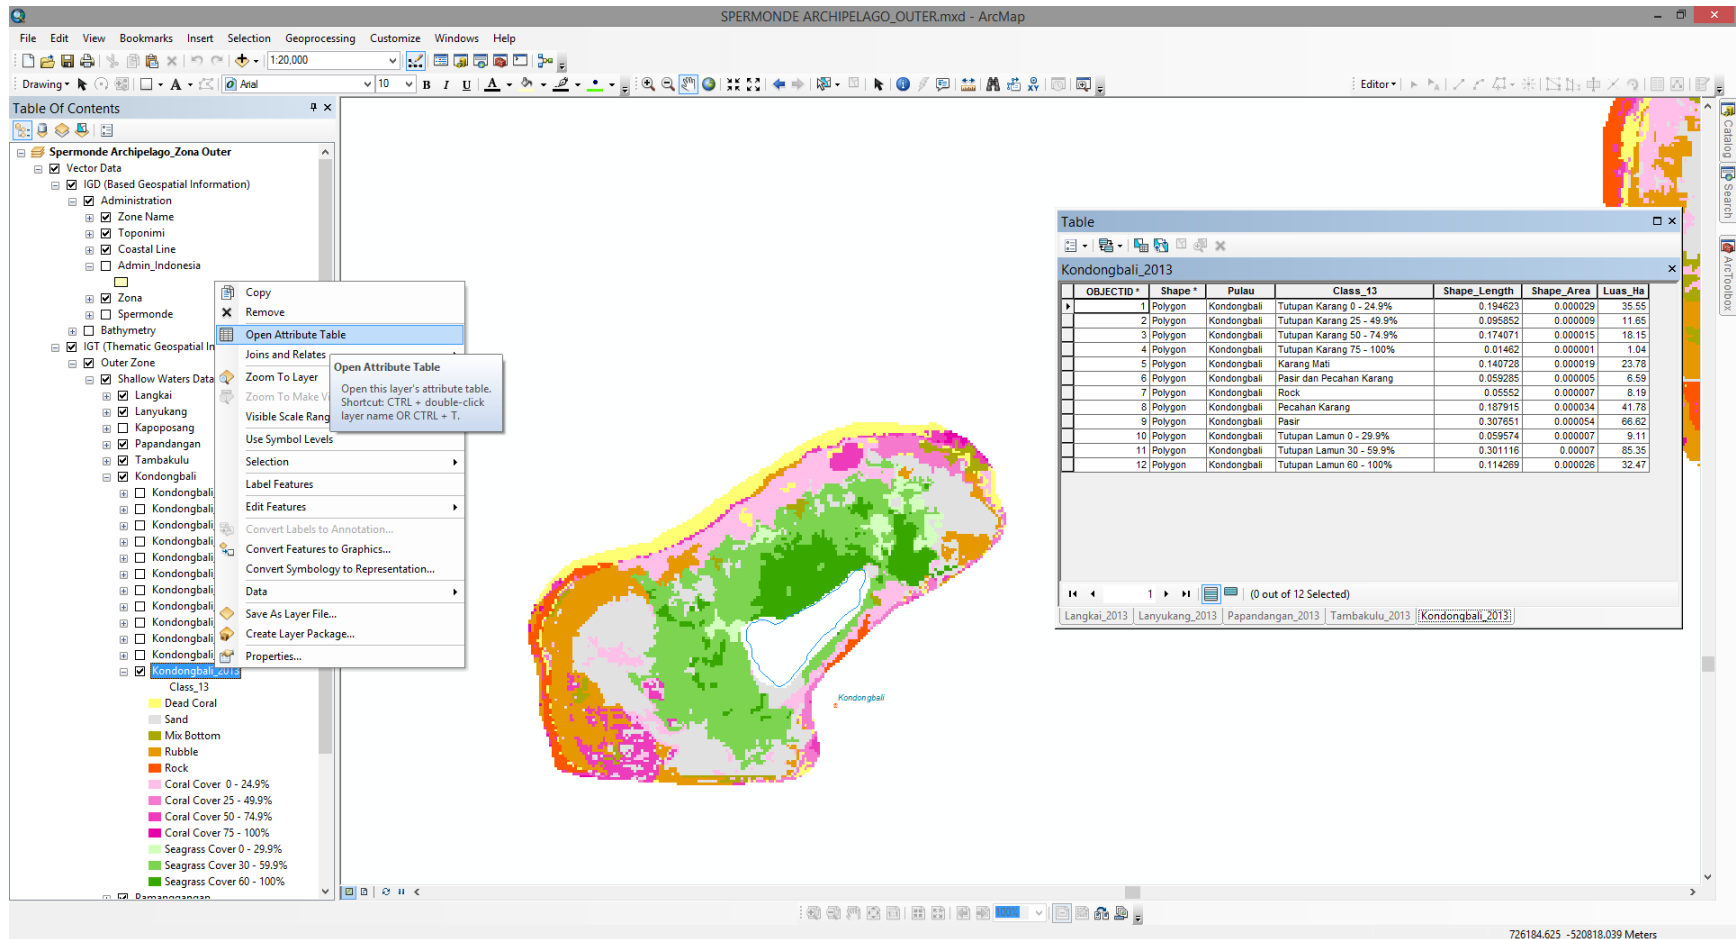 SPERMONDE ARCHIPELAGO_OUTER.mxd - ArcMap
File Edit View Bookmarks Insert Selection Geoprocessing Customize Windows Help
1:20,000
Drawing Arial 10 B I U A Editor
Table Of Contents
Spermonde Archipelago_Zona Outer
Vector Data
IGD (Based Geospatial Information)
Administration
Zone Name
Toponimi
Coastal Line
Admin_Indonesia
Zona
Spermonde
Bathymetry
IGT (Thematic Geospatial In
Outer Zone
Shallow Waters Data
Langkai
Lanyukang
Kapoposang
Papandangan
Tambakulu
Kondongbali
Kondongbali
Kondongbali
Kondongbali
Kondongbali
Kondongbali
Kondongbali
Kondongbali
Kondongbali
Kondongbali
Kondongbali
Kondongbali
Kondongbali_2013
Class_13
Dead Coral
Sand
Mix Bottom
Rubble
Rock
Coral Cover 0 - 24.9%
Coral Cover 25 - 49.9%
Coral Cover 50 - 74.9%
Coral Cover 75 - 100%
Seagrass Cover 0 - 29.9%
Seagrass Cover 30 - 59.9%
Seagrass Cover 60 - 100%
Pamanggangan
Copy
Remove
Open Attribute Table
Joins and Relates
Zoom To Layer
Zoom To Make Vi
Visible Scale Rang
Use Symbol Levels
Selection
Label Features
Edit Features
Convert Labels to Annotation...
Convert Features to Graphics...
Convert Symbology to Representation...
Data
Save As Layer File...
Create Layer Package...
Properties...
Open Attribute Table
Open this layer's attribute table.
Shortcut: CTRL + double-click
layer name OR CTRL + T.
Kondongbali
Table
Kondongbali_2013
OBJECTID * Shape * Pulau Class_13 Shape_Length Shape_Area Luas_Ha
1 Polygon Kondongbali Tutupan Karang 0 - 24.9% 0.194623 0.000029 35.55
2 Polygon Kondongbali Tutupan Karang 25 - 49.9% 0.095852 0.000009 11.65
3 Polygon Kondongbali Tutupan Karang 50 - 74.9% 0.174071 0.000015 18.15
4 Polygon Kondongbali Tutupan Karang 75 - 100% 0.01462 0.000001 1.04
5 Polygon Kondongbali Karang Mati 0.140728 0.000019 23.78
6 Polygon Kondongbali Pasir dan Pecahan Karang 0.059285 0.000005 6.59
7 Polygon Kondongbali Rock 0.05552 0.000007 8.19
8 Polygon Kondongbali Pecahan Karang 0.187915 0.000034 41.78
9 Polygon Kondongbali Pasir 0.307651 0.000054 66.62
10 Polygon Kondongbali Tutupan Lamun 0 - 29.9% 0.059574 0.000007 9.11
11 Polygon Kondongbali Tutupan Lamun 30 - 59.9% 0.301116 0.00007 85.35
12 Polygon Kondongbali Tutupan Lamun 60 - 100% 0.114269 0.000026 32.47
1 (0 out of 12 Selected)
Langkai_2013 Lanyukang_2013 Papandangan_2013 Tambakulu_2013 Kondongbali_2013
Catalog
Search
ArcToolbox
100%
726184.625 -520818.039 Meters